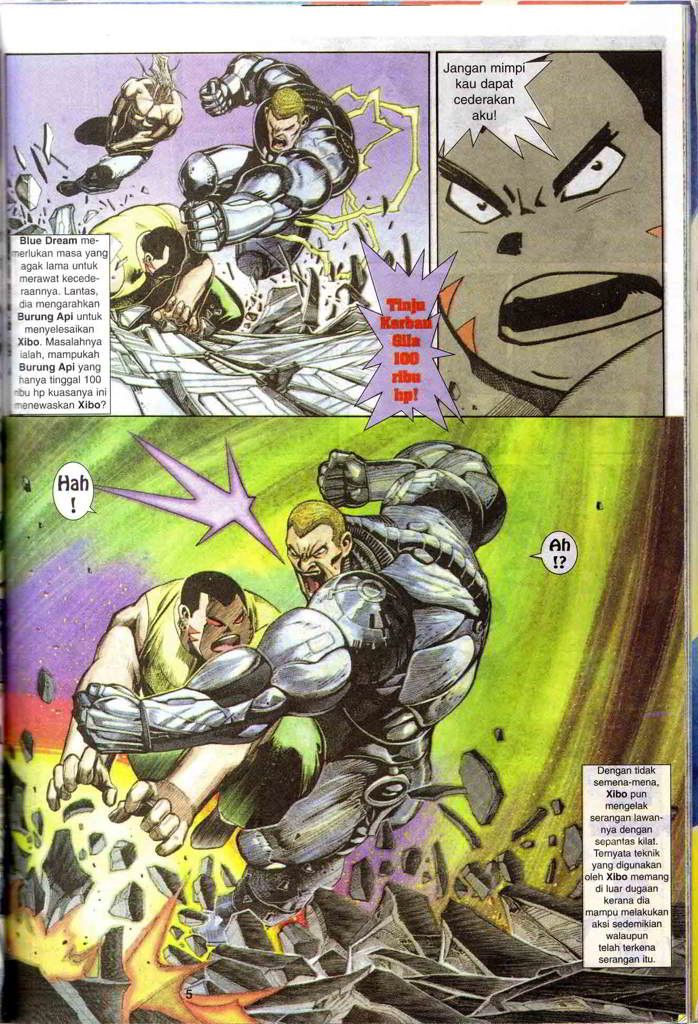 Jangan mimpi
kau dapat
cederakan
aku!
Blue Dream me-
merlukan masa yang
agak lama untuk
merawat kecede-
raannya. Lantas,
dia mengarahkan
Burung Api untuk
menyelesaikan
Xibo. Masalahnya
ialah, mampukah
Burung Api yang
hanya tinggal 100
ribu hp kuasanya ini
menewaskan Xibo?
Tinju
Kerbau
Gila
100
ribu
hp!
Hah
!
Ah
!?
Dengan tidak
semena-mena,
Xibo pun
mengelak
serangan lawan-
nya dengan
sepantas kilat.
Ternyata teknik
yang digunakan
oleh Xibo memang
di luar dugaan
kerana dia
mampu melakukan
aksi sedemikian
walaupun
telah terkena
serangan itu.
5